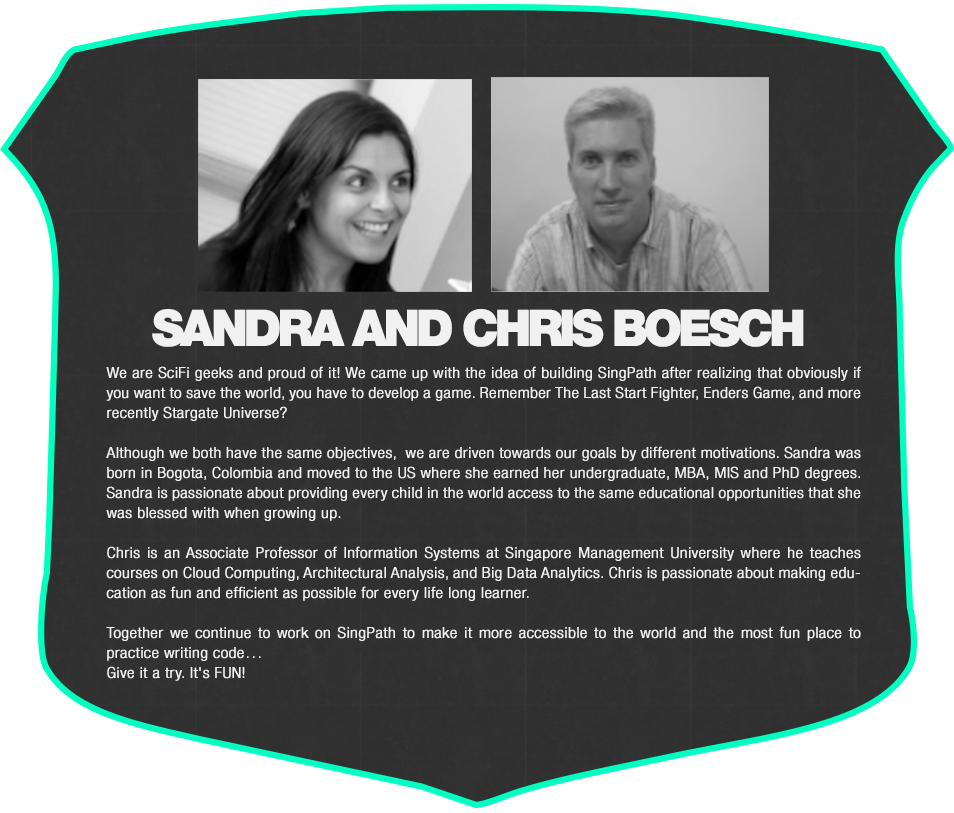 SANDRA AND CHRIS BOESCH
We are SciFi geeks and proud of it! We came up with the idea of building SingPath after realizing that obviously if
you want to save the world, you have to develop a game. Remember The Last Start Fighter, Enders Game, and more
recently Stargate Universe?
Although we both have the same objectives,  we are driven towards our goals by different motivations. Sandra was
born in Bogota, Colombia and moved to the US where she earned her undergraduate, MBA, MIS and PhD degrees.
Sandra is passionate about providing every child in the world access to the same educational opportunities that she
was blessed with when growing up.
Chris is an Associate Professor of Information Systems at Singapore Management University where he teaches
courses on Cloud Computing, Architectural Analysis, and Big Data Analytics. Chris is passionate about making edu-
cation as fun and efficient as possible for every life long learner.
Together we continue to work on SingPath to make it more accessible to the world and the most fun place to
practice writing code…
Give it a try. It's FUN!